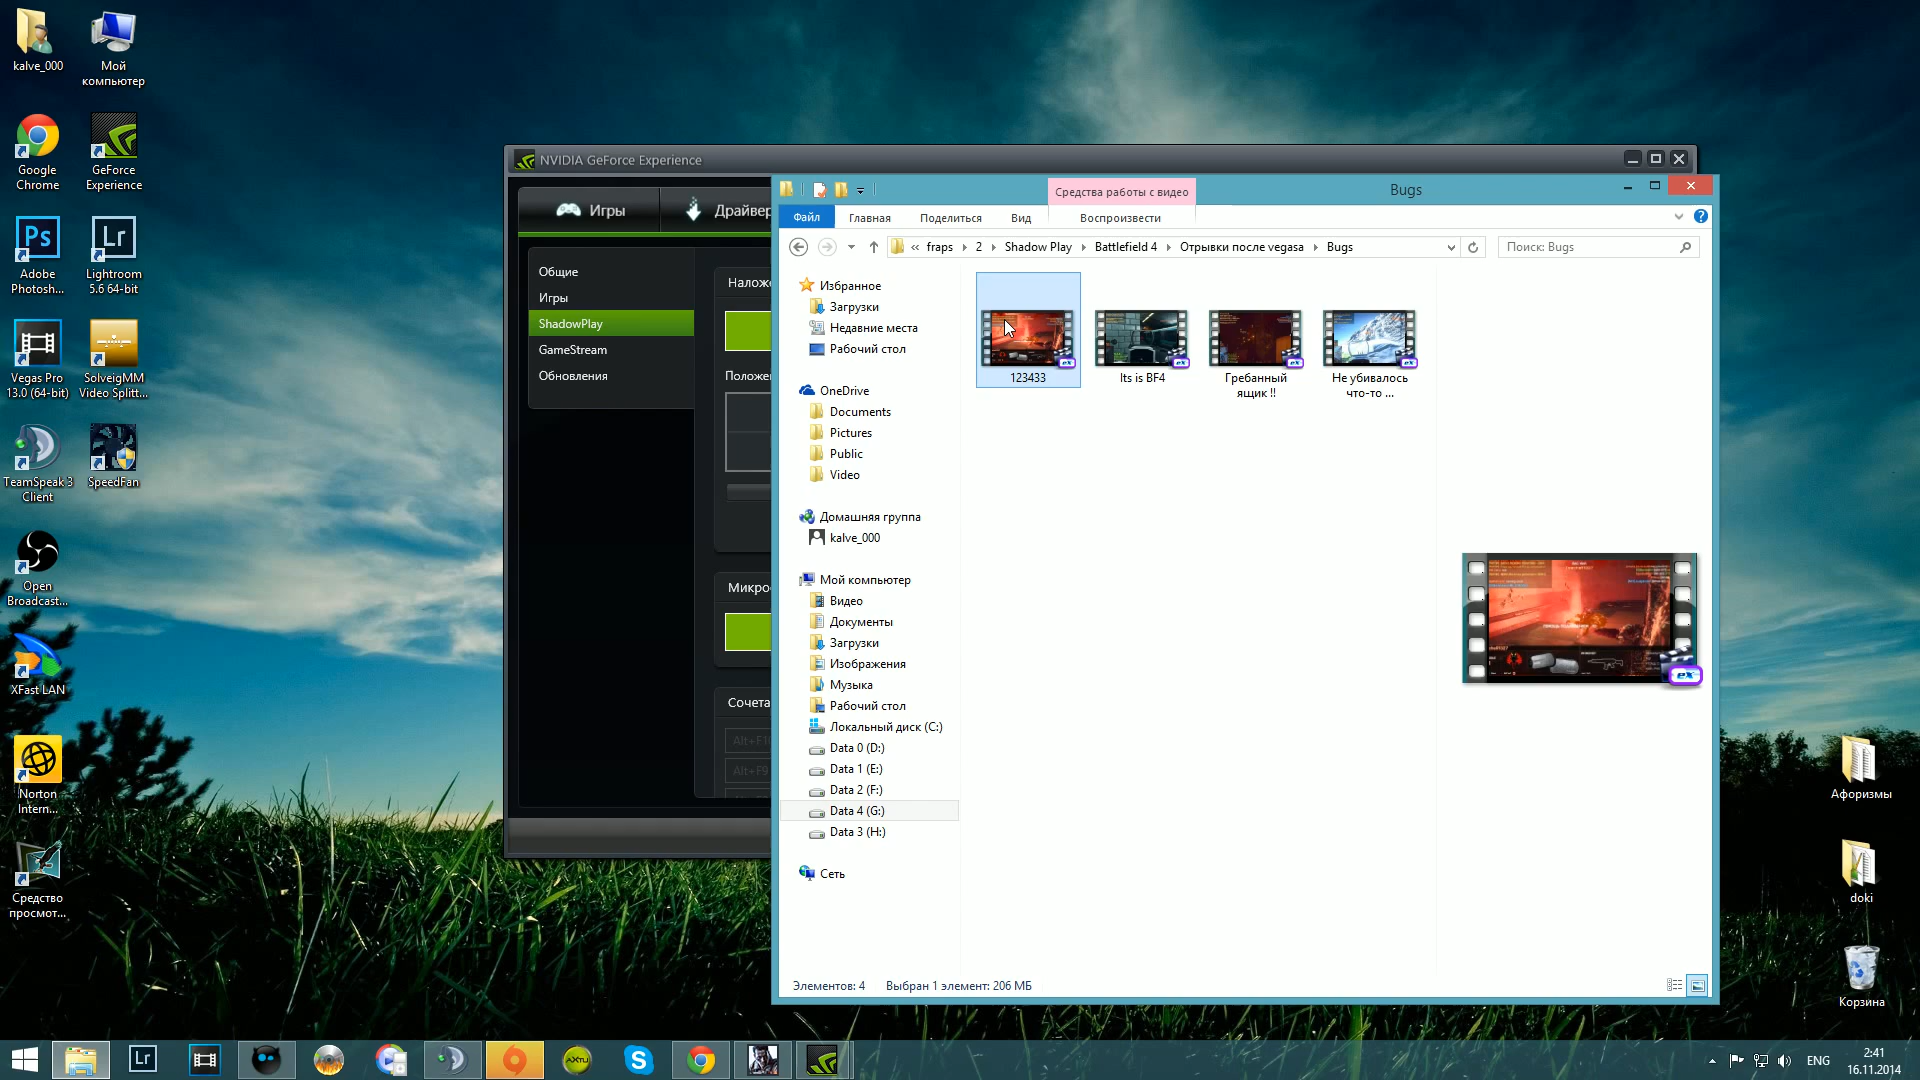 kalve_000
Мой
компьютер
Google
Chrome
GeForce
Experience
Adobe
Photosh...
Lightroom
5.6 64-bit
Vegas Pro
13.0 (64-bit)
SolveigMM
Video Splitt...
TeamSpeak 3
Client
SpeedFan
Open
Broadcast...
XFast LAN
Norton
Intern...
Средство
просмот...
NVIDIA GeForce Experience
Игры
Драйвер
Общие
Игры
ShadowPlay
GameStream
Обновления
Налож
Положе
Микро
Сочета
Alt+F10
Alt+F9
Средства работы с видео
Bugs
Файл
Главная
Поделиться
Вид
Воспроизвести
« fraps
2
Shadow Play
Battlefield 4
Отрывки после vegasa
Bugs
Поиск: Bugs
Избранное
Загрузки
Недавние места
Рабочий стол
OneDrive
Documents
Pictures
Public
Video
Домашняя группа
kalve_000
Мой компьютер
Видео
Документы
Загрузки
Изображения
Музыка
Рабочий стол
Локальный диск (C:)
Data 0 (D:)
Data 1 (E:)
Data 2 (F:)
Data 4 (G:)
Data 3 (H:)
Сеть
123433
Its is BF4
Гребанный
ящик !!
Не убивалось
что-то ...
Элементов: 4
Выбран 1 элемент: 206 МБ
Афоризмы
doki
Корзина
ENG
2:41
16.11.2014